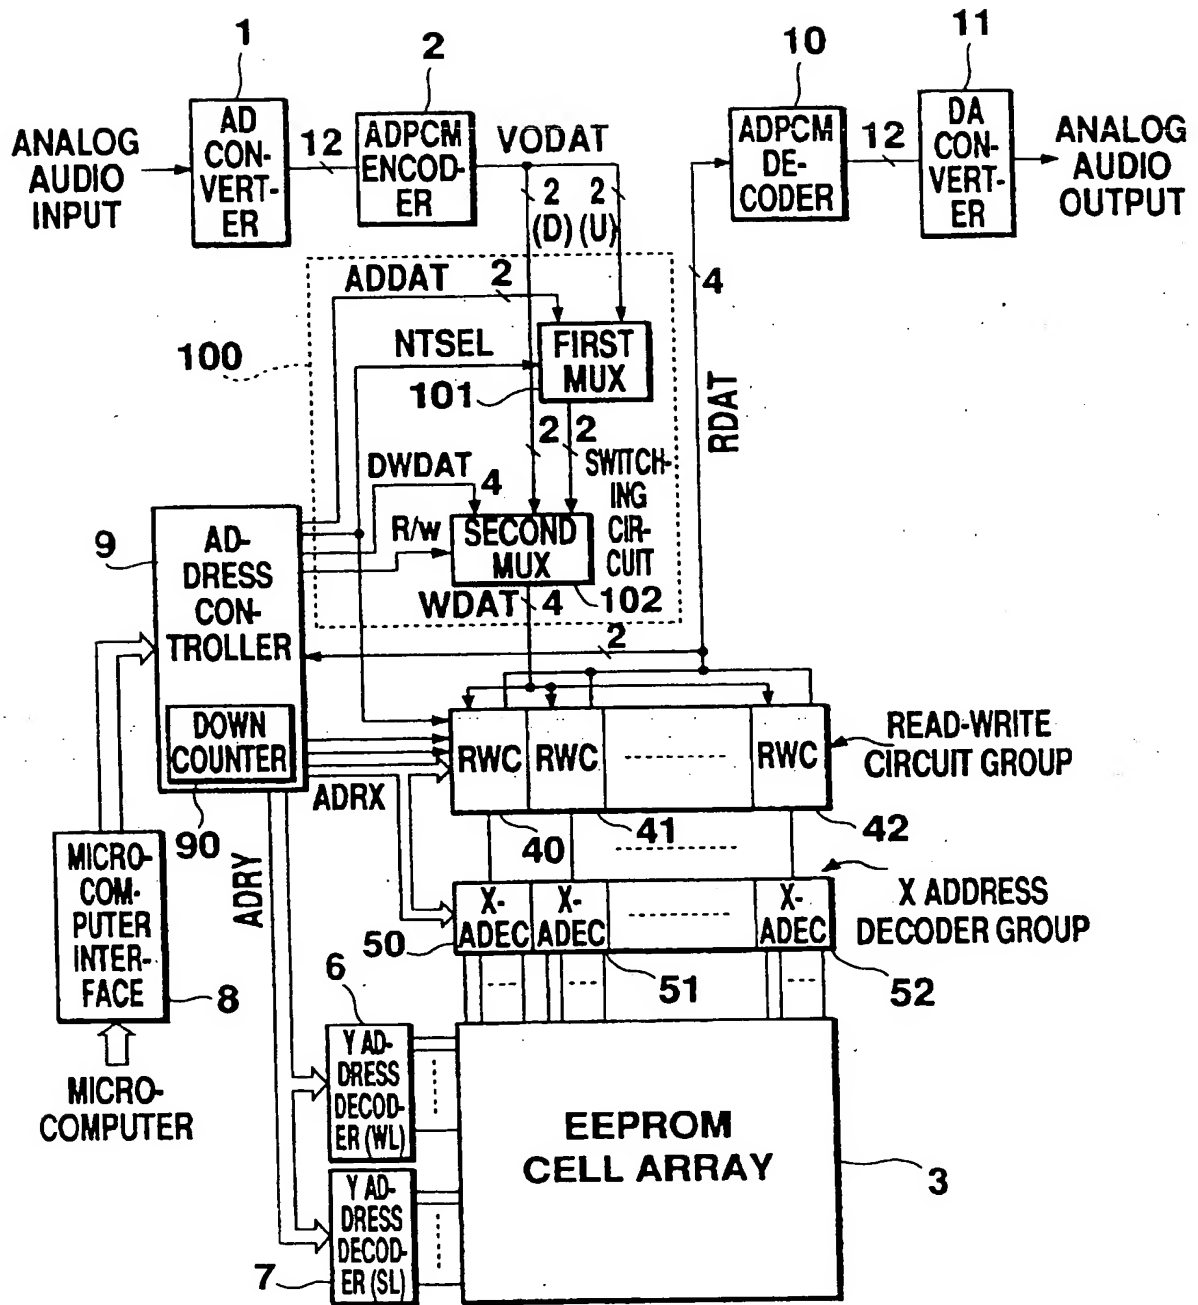 1
2
10
11
ANALOG
AUDIO
INPUT
AD
CON-
VERT-
ER
12
ADPCM
ENCOD-
ER
VODAT
ADPCM
DE-
CODER
12
DA
CON-
VERT-
ER
ANALOG
AUDIO
OUTPUT
2
(D)
2
(U)
4
ADDAT
2
100
NTSEL
FIRST
MUX
101
RDAT
2
2
DWDAT
4
SWITCH-
ING
CIR-
CUIT
R/w
SECOND
MUX
102
WDAT
4
9
AD-
DRESS
CON-
TROLLER
2
DOWN
COUNTER
90
ADRX
RWC
RWC
RWC
READ-WRITE
CIRCUIT GROUP
40
41
42
ADRY
MICRO-
COM-
PUTER
INTER-
FACE
8
X-
ADEC
X-
ADEC
X-
ADEC
X ADDRESS
DECODER GROUP
50
51
52
MICRO-
COMPUTER
6
Y AD-
DRESS
DECOD-
ER (WL)
Y AD-
DRESS
DECOD-
ER (SL)
7
EEPROM
CELL ARRAY
3